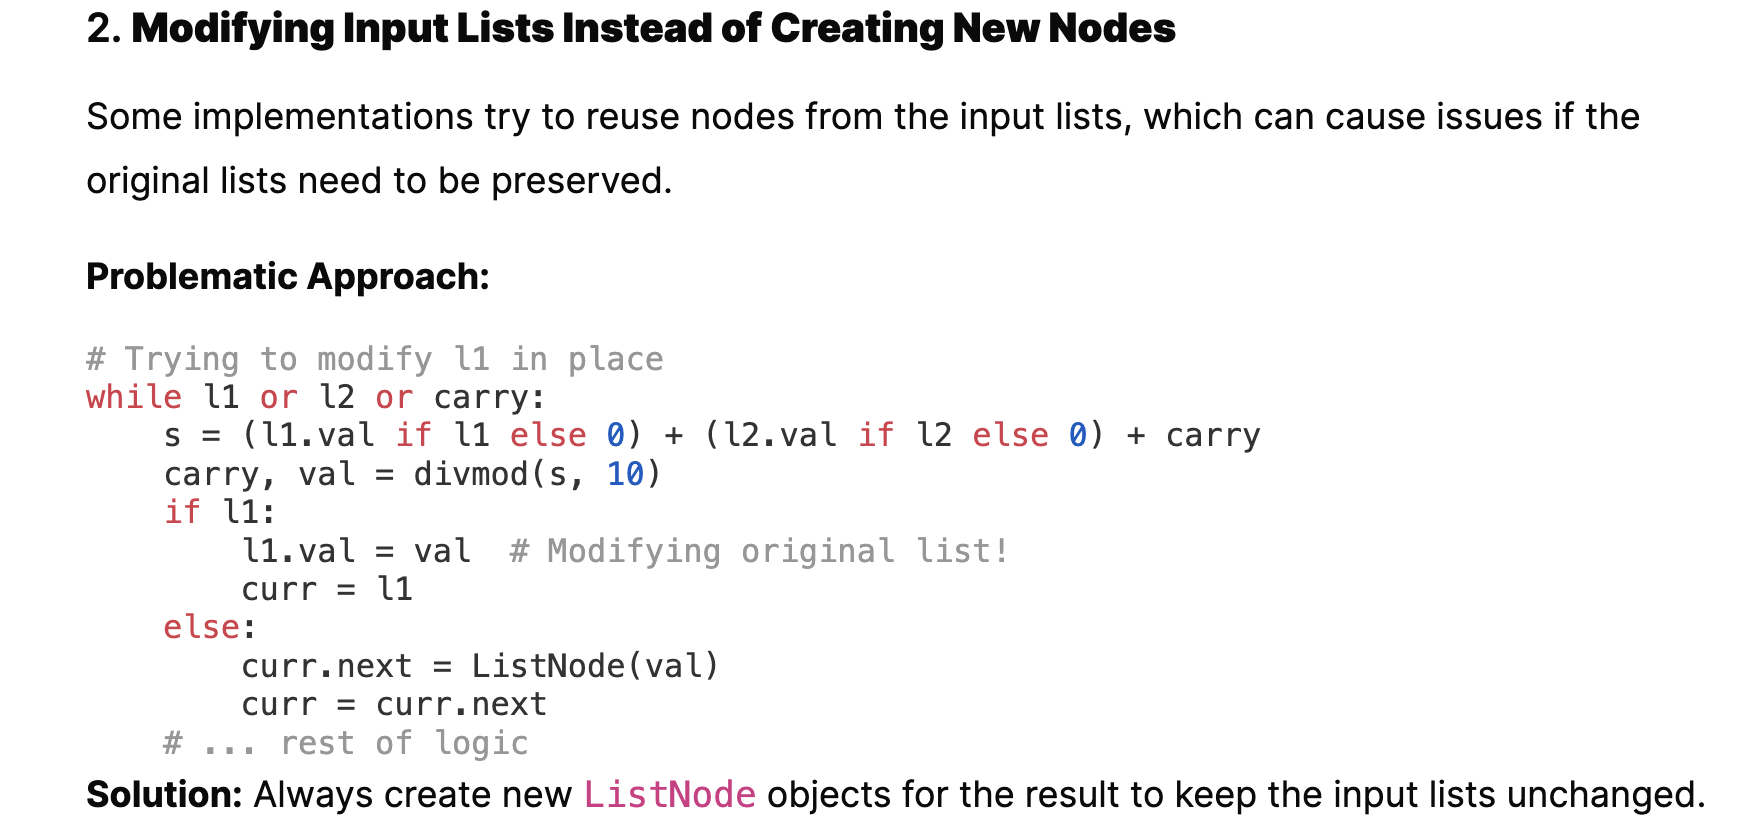 2. Modifying Input Lists Instead of Creating New Nodes
Some implementations try to reuse nodes from the input lists, which can cause issues if the
original lists need to be preserved.
Problematic Approach:
# Trying to modify l1 in place
while l1 or l2 or carry:
    s = (l1.val if l1 else 0) + (l2.val if l2 else 0) + carry
    carry, val = divmod(s, 10)
    if l1:
        l1.val = val  # Modifying original list!
        curr = l1
    else:
        curr.next = ListNode(val)
        curr = curr.next
    # ... rest of logic
Solution: Always create new ListNode objects for the result to keep the input lists unchanged.